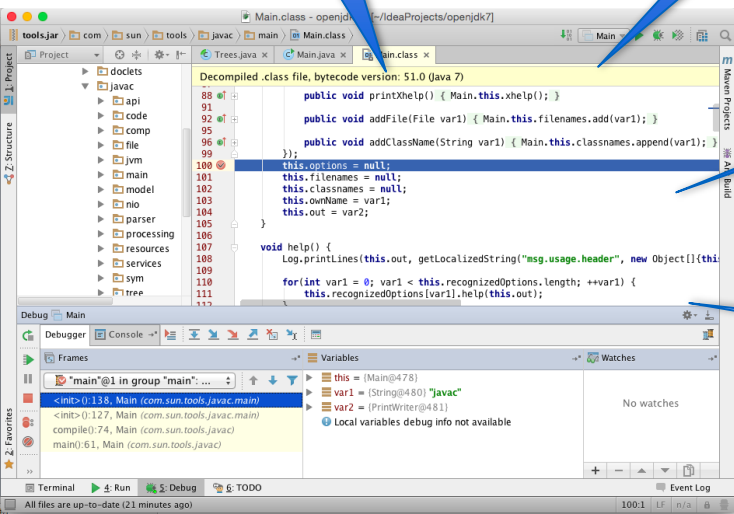 Main.class - openjdk7 [~/IdeaProjects/openjdk7]
tools.jar com sun tools javac main Main.class Main
Project Trees.java × Main.java × Main.class ×
1: Project
Z: Structure
2: Favorites
Maven Projects
Ant Build
doclets
javac
api
code
comp
file
jvm
main
model
nio
parser
processing
resources
services
sym
tree
Decompiled .class file, bytecode version: 51.0 (Java 7)
88 public void printXhelp() { Main.this.xhelp(); }
91
92 public void addFile(File var1) { Main.this.filenames.add(var1); }
95
96 public void addClassName(String var1) { Main.this.classnames.append(var1); }
99 });
100 this.options = null;
101 this.filenames = null;
102 this.classnames = null;
103 this.ownName = var1;
104 this.out = var2;
105 }
106
107 void help() {
108 Log.printLines(this.out, getLocalizedString("msg.usage.header", new Object[]{this
109
110 for(int var1 = 0; var1 < this.recognizedOptions.length; ++var1) {
111 this.recognizedOptions[var1].help(this.out);
112 }
Debug Main
Debugger Console
Frames Variables Watches
"main"@1 in group "main": ...
<init>():138, Main (com.sun.tools.javac.main)
<init>():127, Main (com.sun.tools.javac.main)
compile():74, Main (com.sun.tools.javac)
main():61, Main (com.sun.tools.javac)
this = {Main@478}
var1 = {String@480} "javac"
var2 = {PrintWriter@481}
Local variables debug info not available
No watches
Terminal 4: Run 5: Debug 6: TODO Event Log
All files are up-to-date (21 minutes ago) 100:1 LF n/a